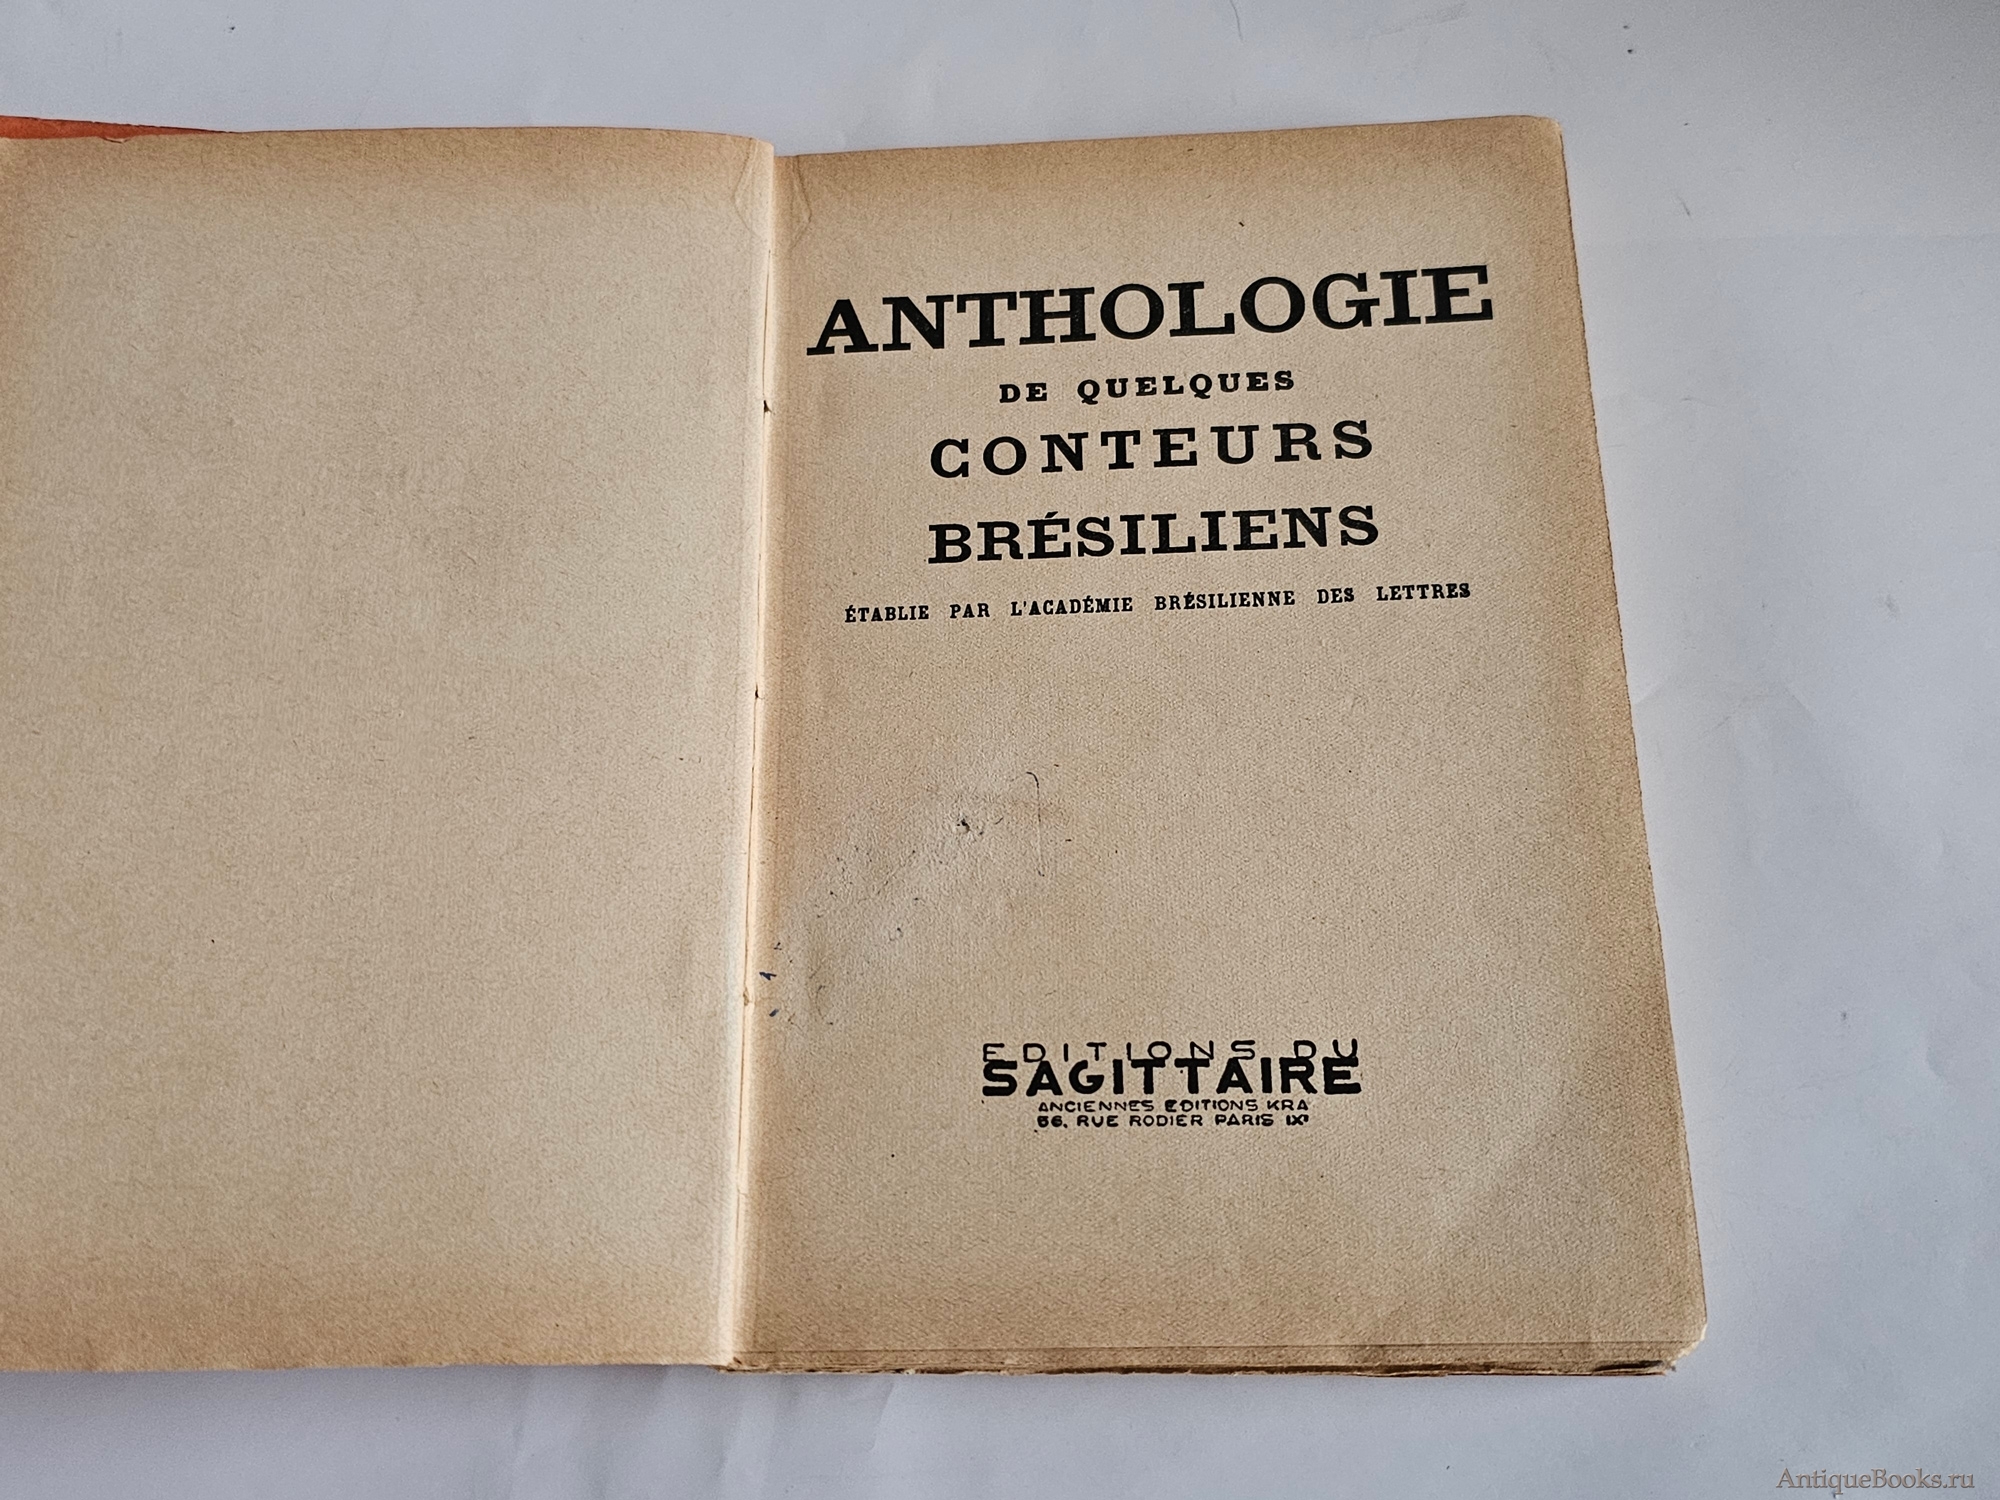 ANTHOLOGIE
DE QUELQUES
CONTEURS
BRÉSILIENS
ÉTABLIE PAR L'ACADÉMIE BRÉSILIENNE DES LETTRES
EDITIONS DU
SAGITTAIRE
ANCIENNES EDITIONS KRA
56, RUE RODIER PARIS IXe
AntiqueBooks.ru